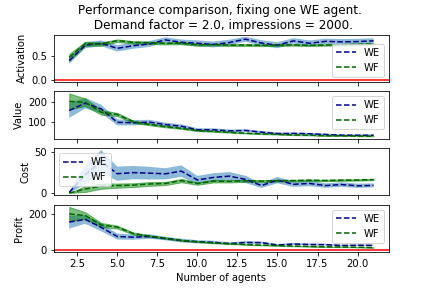 Performance comparison, fixing one WE agent.
Demand factor = 2.0, impressions = 2000.
Activation
0.5
0.0
WE
WF
Value
200
100
WE
WF
Cost
50
0
WE
WF
Profit
200
0
WE
WF
2.5 5.0 7.5 10.0 12.5 15.0 17.5 20.0
Number of agents